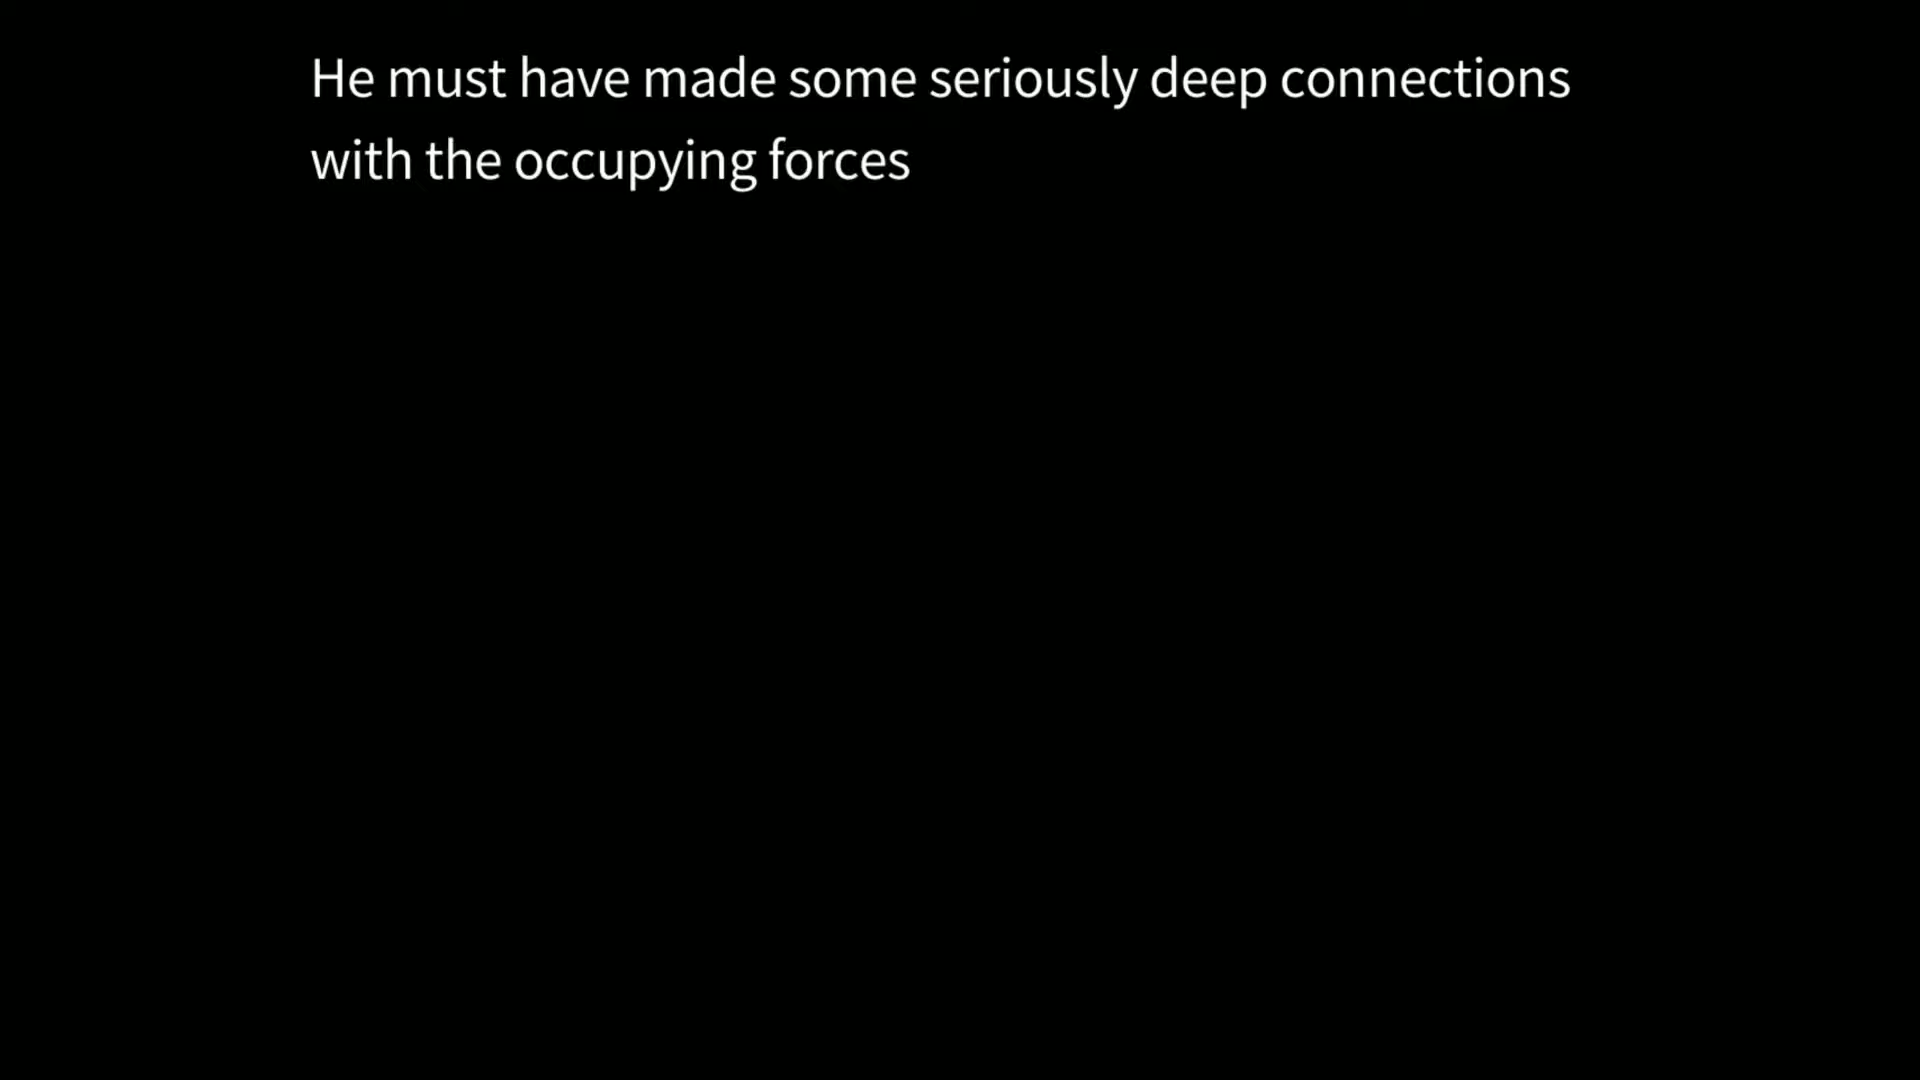 He must have made some seriously deep connections
with the occupying forces